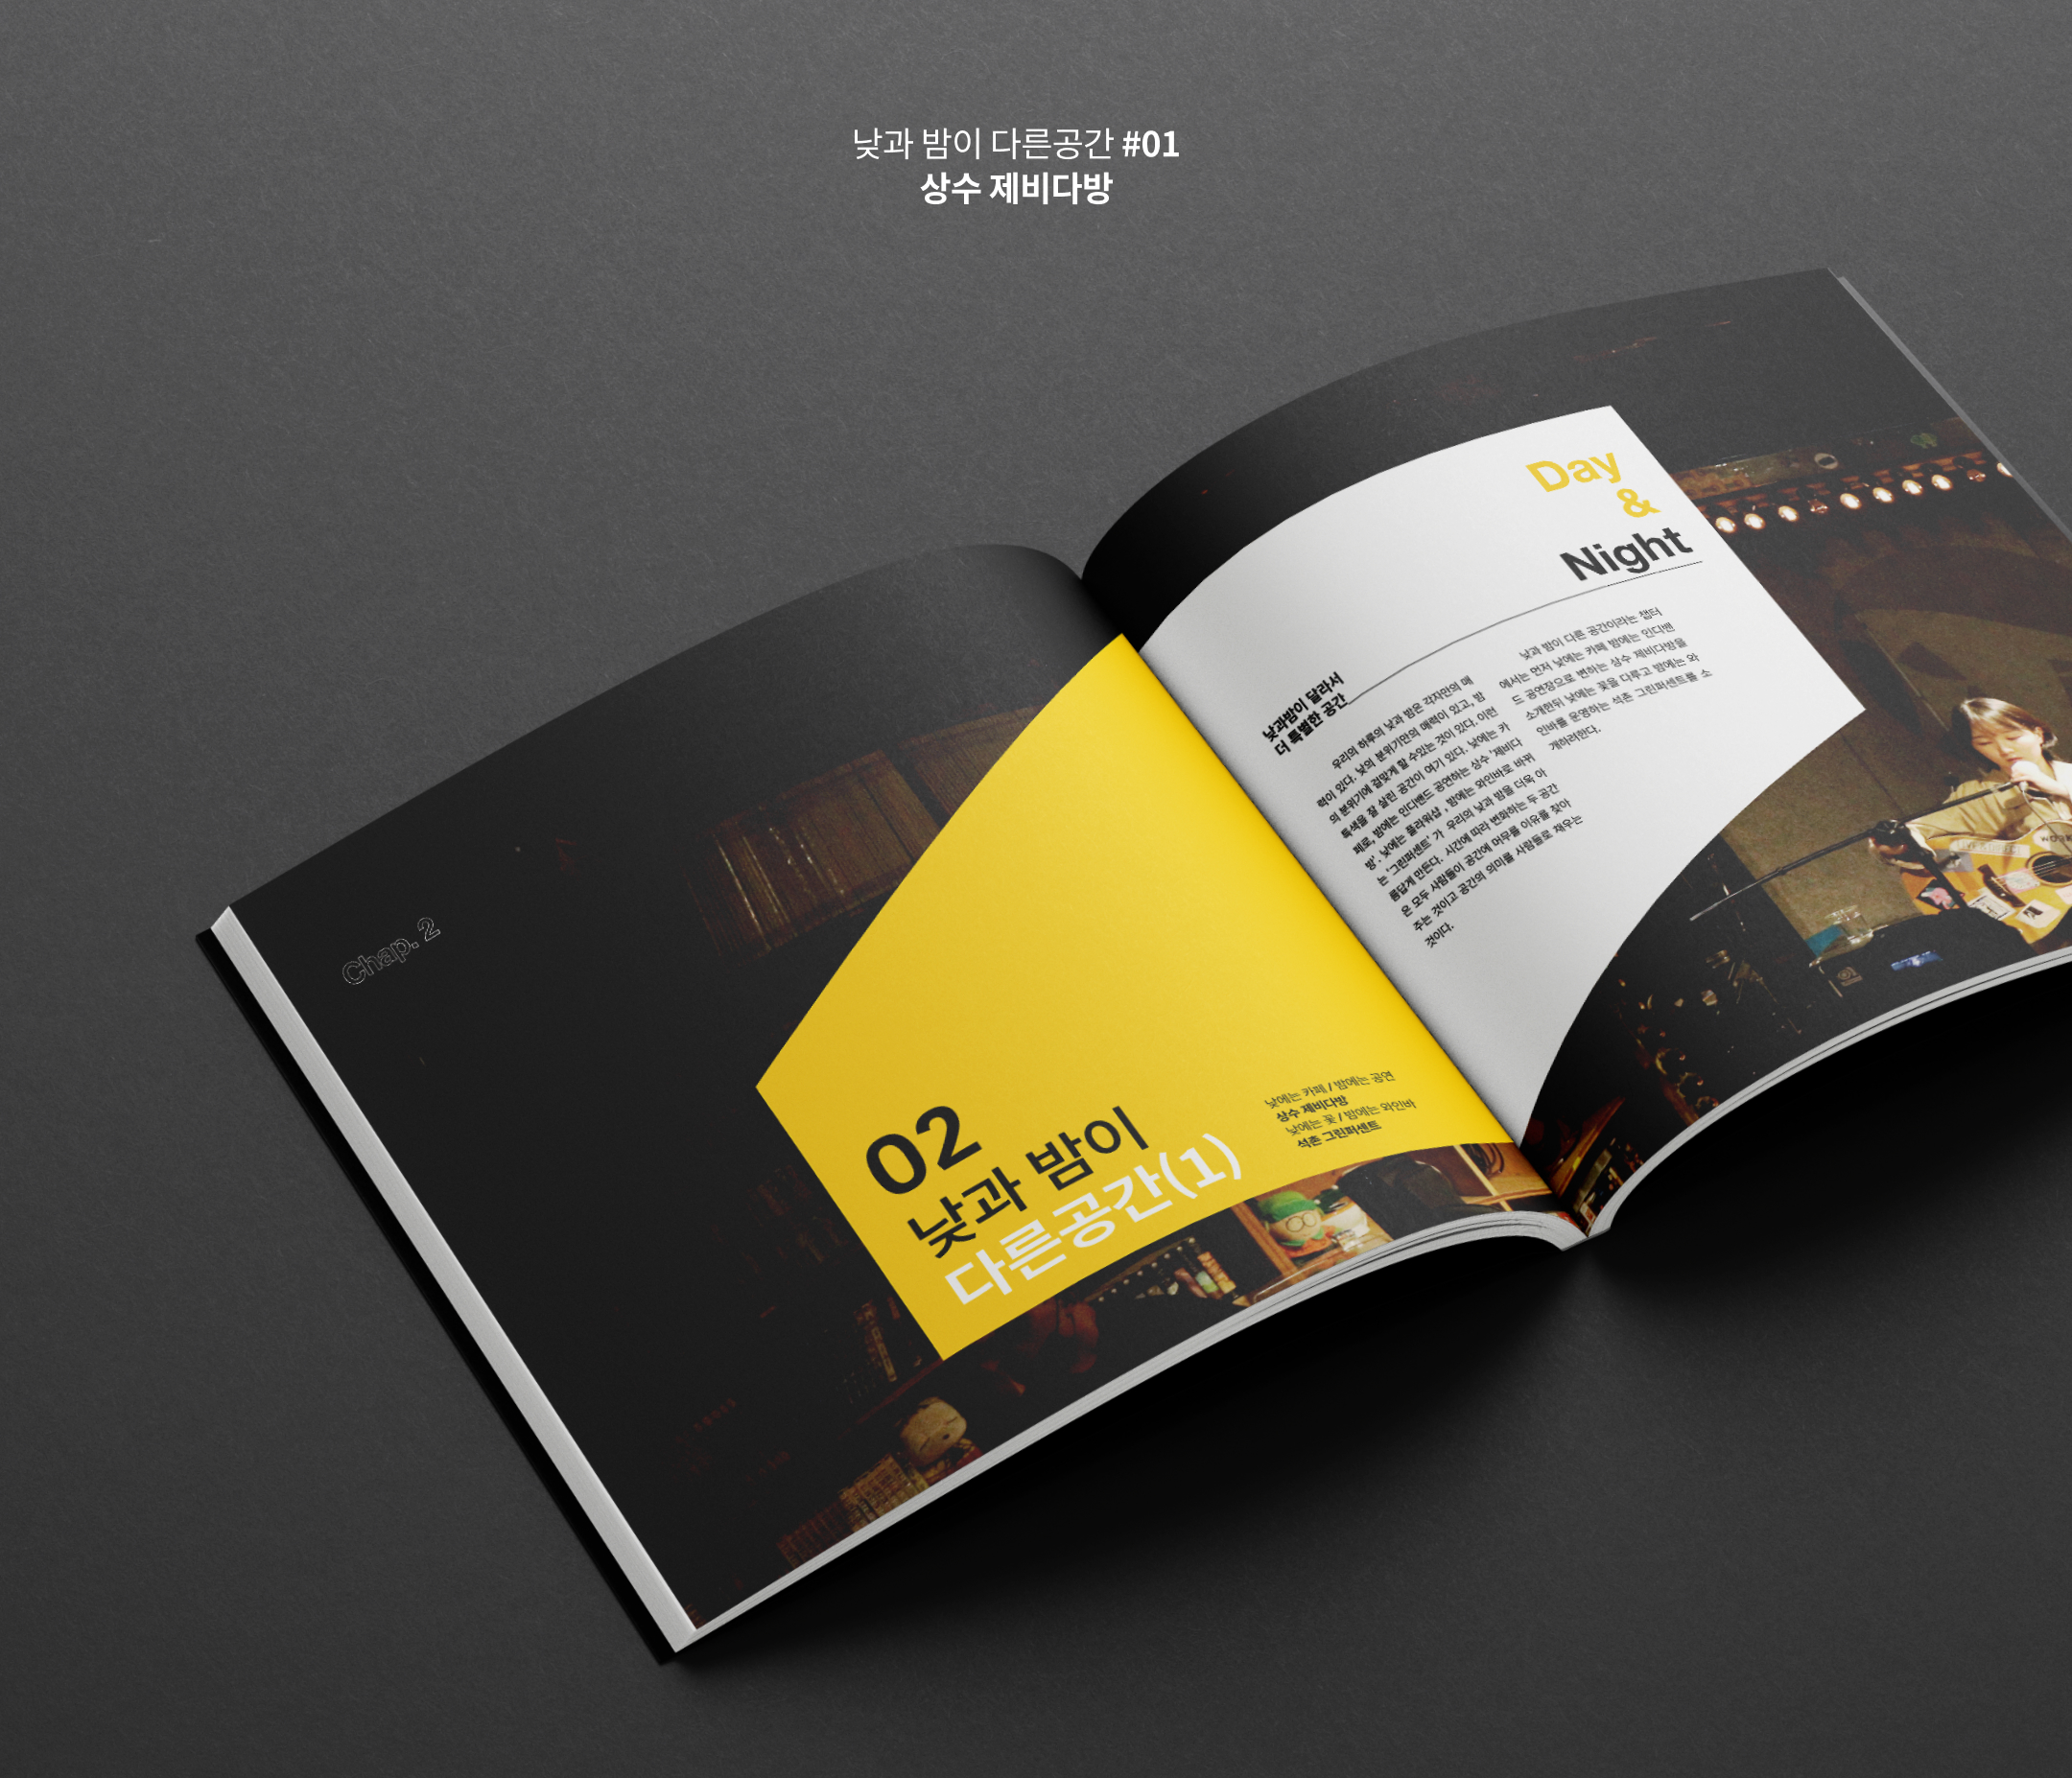 낮과 밤이 다른공간 #01
상수 제비다방
Chap. 2
02
낮과 밤이
다른공간(1)
낮에는 카페 / 밤에는 공연
상수 제비다방
낮에는 꽃 / 밤에는 와인바
석촌 그린퍼센트
Day
&
Night
낮과밤이 달라서
더 특별한 공간
우리의 하루의 낮과 밤은 각자만의 매
력이 있다. 낮의 분위기만의 매력이 있고, 밤
의 분위기에 걸맞게 할 수있는 것이 있다. 이런
특색을 잘 살린 공간이 여기 있다. 낮에는 카
페로, 밤에는 인디밴드 공연하는 상수 '제비다
방'. 낮에는 플라워샵 , 밤에는 와인바로 바뀌
는 '그린퍼센트' 가 우리의 낮과 밤을 더욱 아
름답게 만든다. 시간에 따라 변화하는 두 공간
은 모두 사람들이 공간에 머무를 이유를 찾아
주는 것이고 공간의 의미를 사람들로 채우는
것이다.
낮과 밤이 다른 공간이라는 챕터
에서는 먼저 낮에는 카페 밤에는 인디밴
드 공연장으로 변하는 상수 제비다방을
소개한뒤 낮에는 꽃을 다루고 밤에는 와
인바를 운영하는 석촌 그린퍼센트를 소
개하려한다.